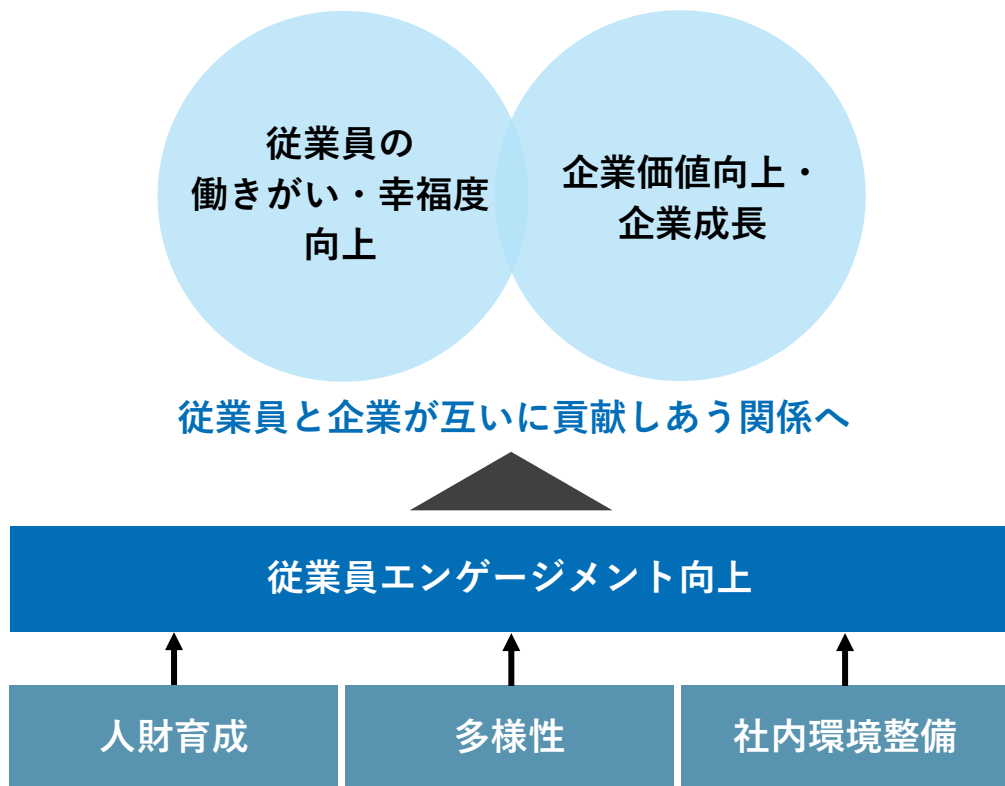 従業員の
働きがい・幸福度
向上
企業価値向上・
企業成長
従業員と企業が互いに貢献しあう関係へ
従業員エンゲージメント向上
人財育成
多様性
社内環境整備